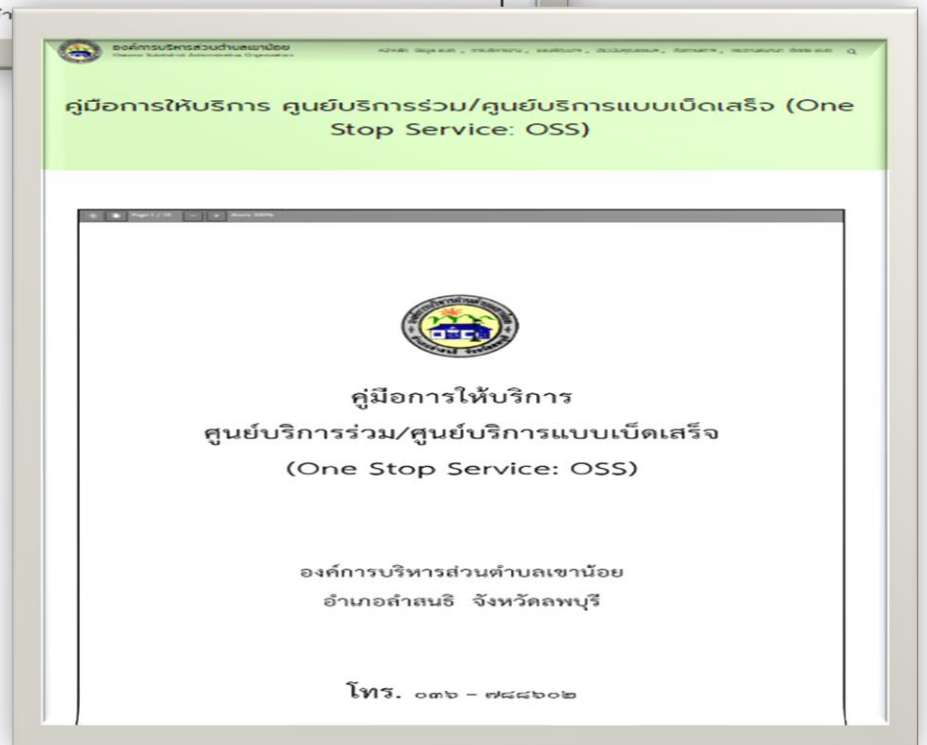 องค์การบริหารส่วนตำบลเขาน้อย
คู่มือการให้บริการ ศูนย์บริการร่วม/ศูนย์บริการแบบเบ็ดเสร็จ (One
Stop Service: OSS)
Page 1 / 10
Zoom 100%
คู่มือการให้บริการ
ศูนย์บริการร่วม/ศูนย์บริการแบบเบ็ดเสร็จ
(One Stop Service: OSS)
องค์การบริหารส่วนตำบลเขาน้อย
อำเภอลำสนธิ จังหวัดลพบุรี
โทร. ๐๓๖ – ๗๘๘๖๐๒